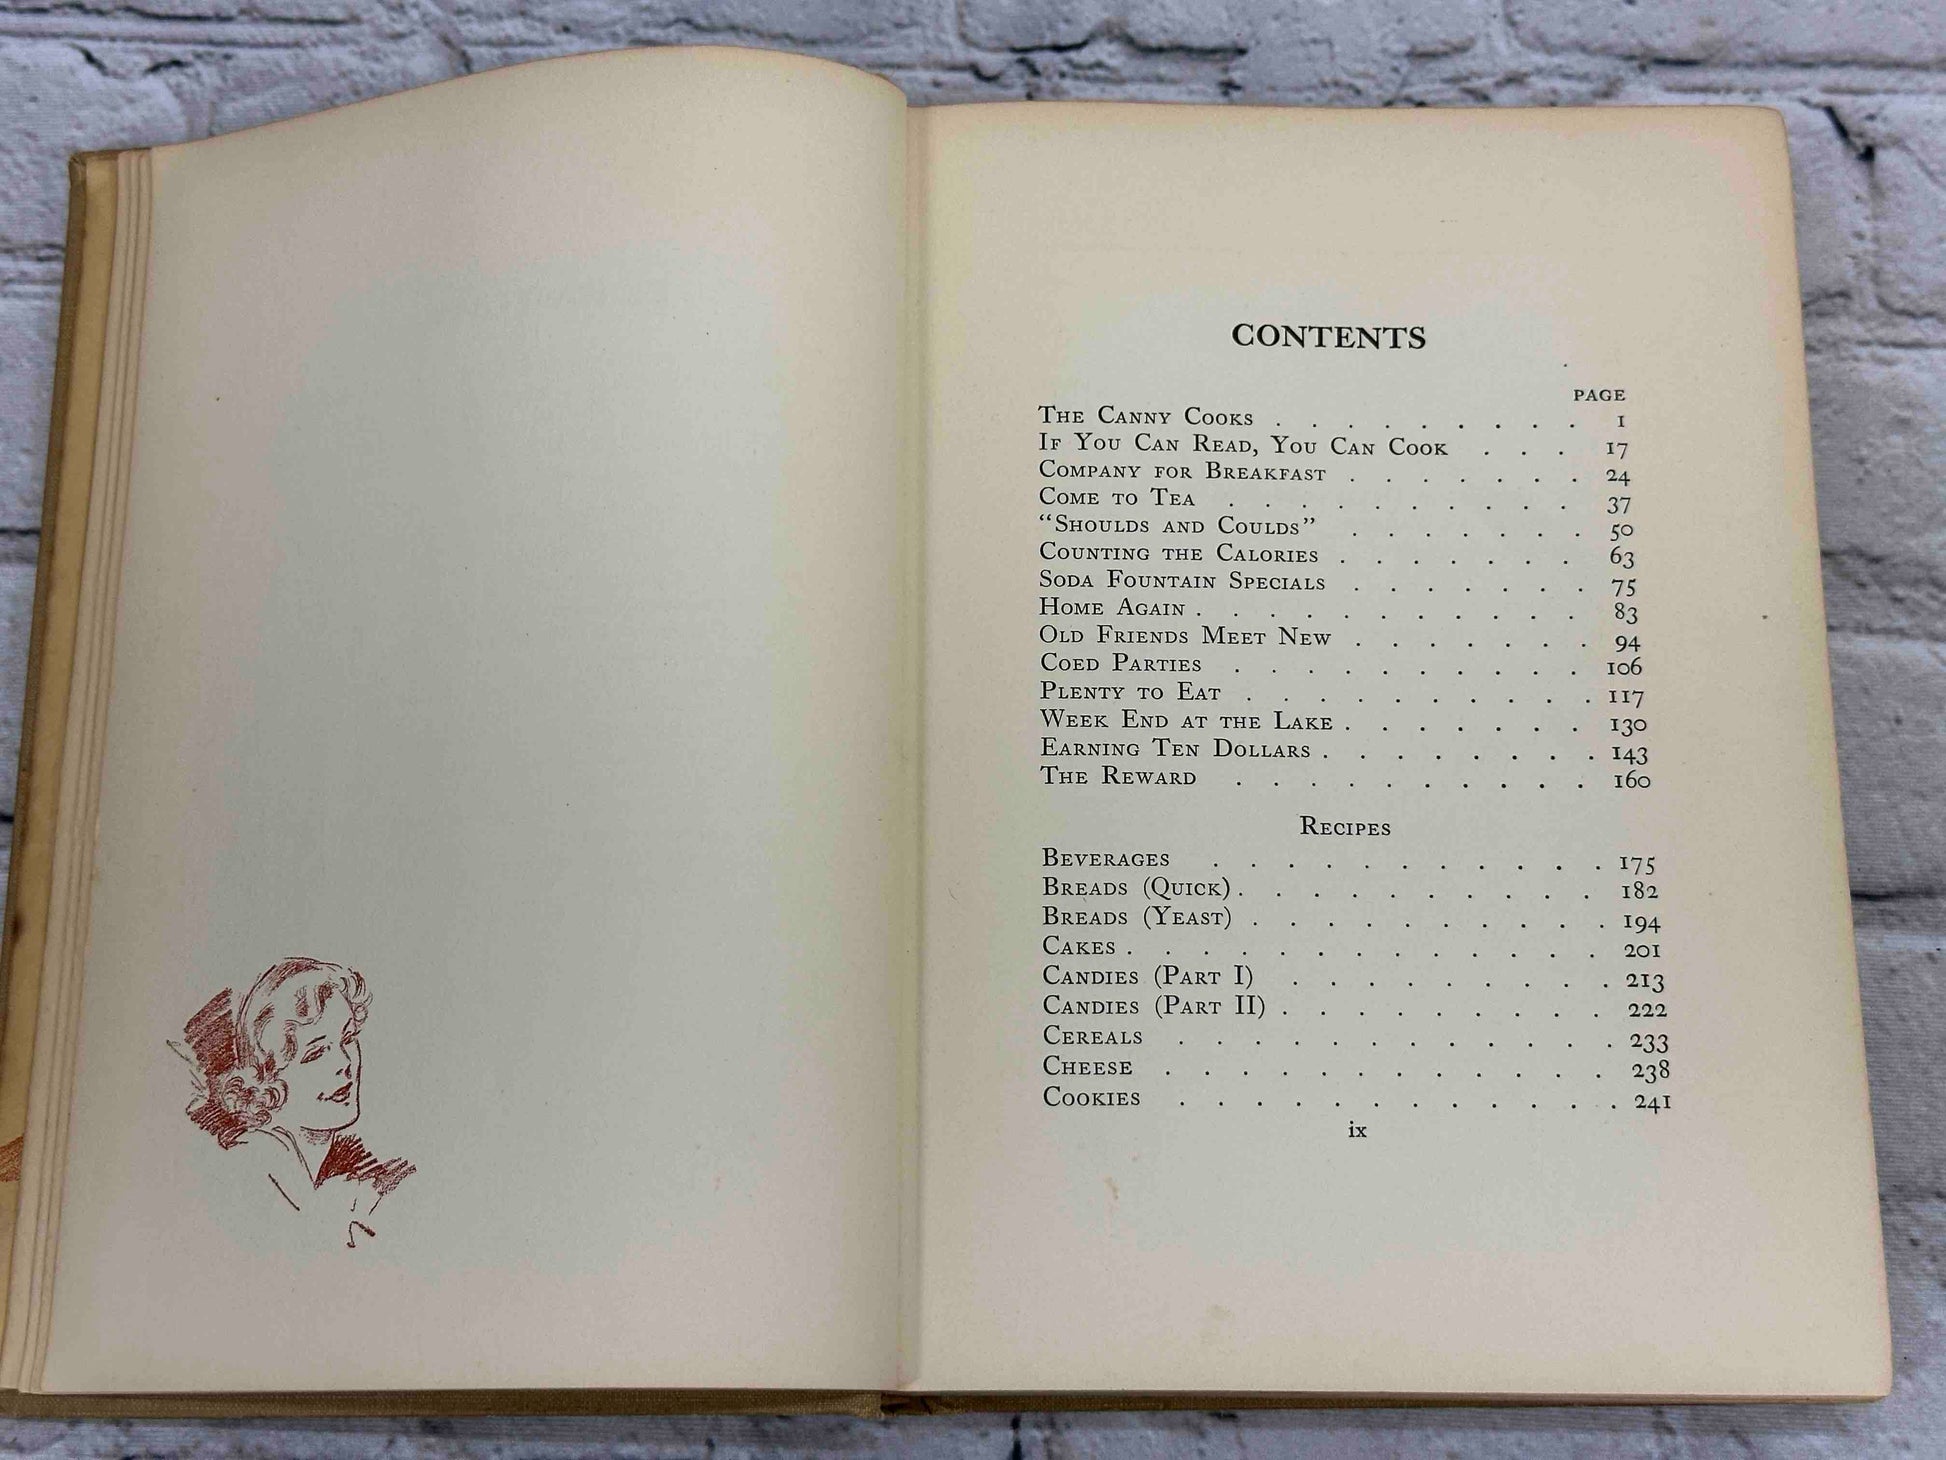 CONTENTS
PAGE
The Canny Cooks . . . . . . . . . 1
If You Can Read, You Can Cook . . . 17
Company for Breakfast . . . . . . . 24
Come to Tea . . . . . . . . . . 37
"Shoulds and Coulds" . . . . . . . 50
Counting the Calories . . . . . . . 63
Soda Fountain Specials . . . . . . . 75
Home Again . . . . . . . . . . . 83
Old Friends Meet New . . . . . . . 94
Coed Parties . . . . . . . . . . 106
Plenty to Eat . . . . . . . . . . 117
Week End at the Lake . . . . . . . 130
Earning Ten Dollars . . . . . . . . 143
The Reward . . . . . . . . . . 160
Recipes
Beverages . . . . . . . . . . . 175
Breads (Quick) . . . . . . . . . . 182
Breads (Yeast) . . . . . . . . . . 194
Cakes . . . . . . . . . . . . . 201
Candies (Part I) . . . . . . . . . 213
Candies (Part II) . . . . . . . . . 222
Cereals . . . . . . . . . . . . 233
Cheese . . . . . . . . . . . . 238
Cookies . . . . . . . . . . . . 241
ix